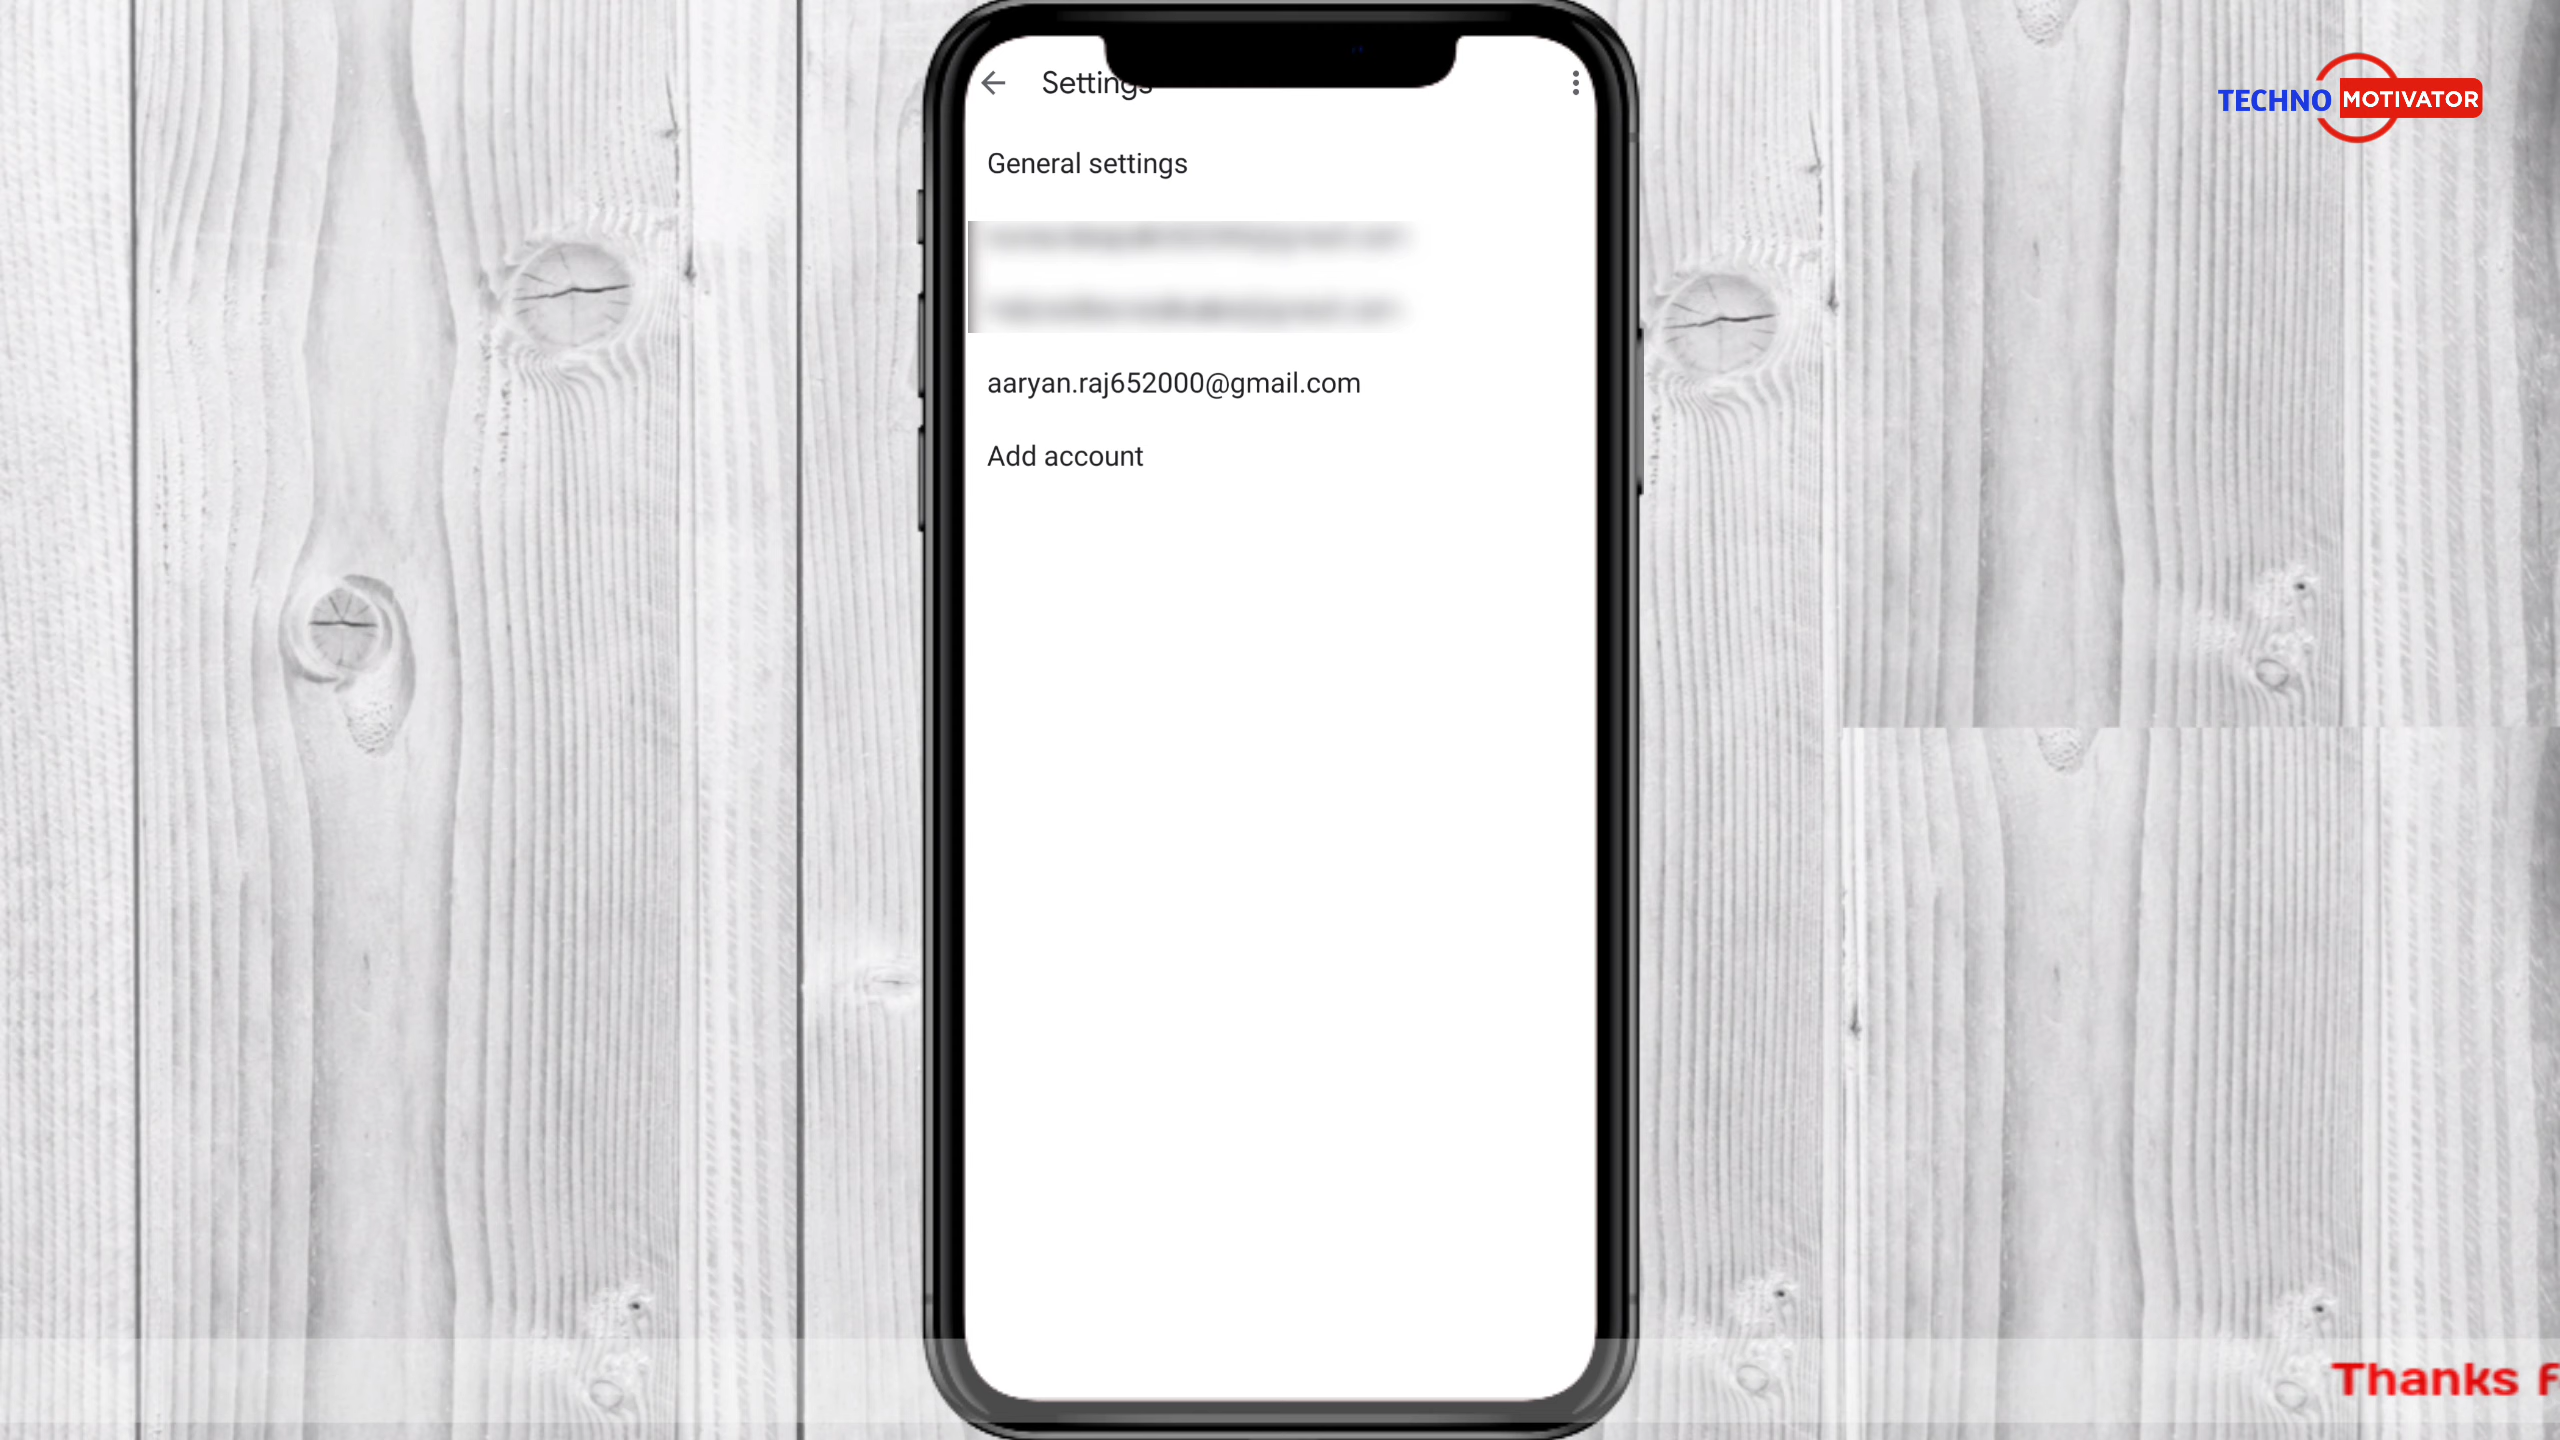 Settings
TECHNO MOTIVATOR
General settings
aaryan.raj652000@gmail.com
Add account
Thanks